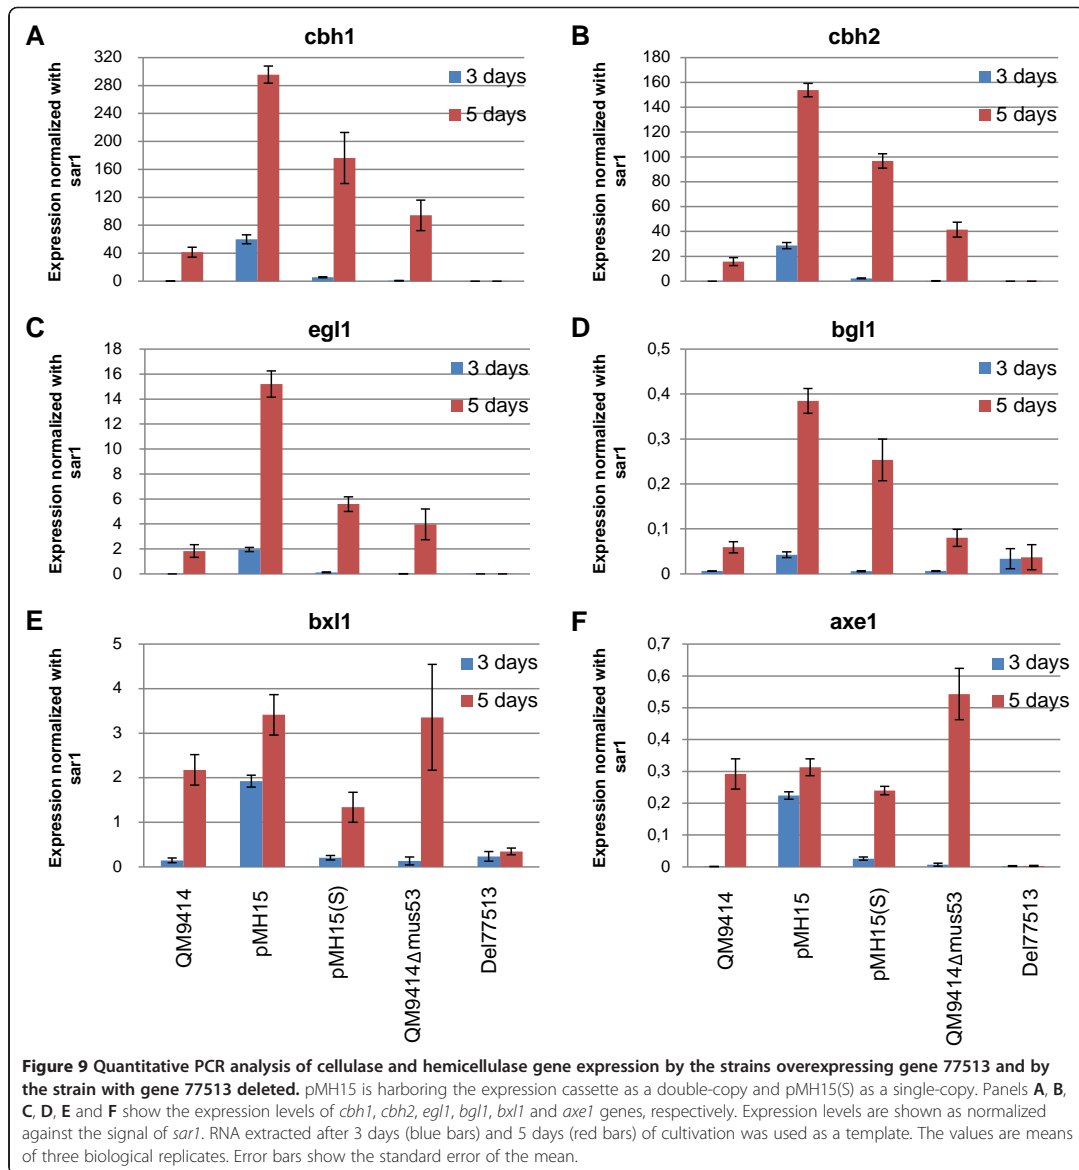 A
cbh1
320
280
240
200
160
120
80
40
0
Expression normalized with
sar1
3 days
5 days
B
cbh2
180
160
140
120
100
80
60
40
20
0
Expression normalized with
sar1
3 days
5 days
C
egl1
18
16
14
12
10
8
6
4
2
0
Expression normalized with
sar1
3 days
5 days
D
bgl1
0,5
0,4
0,3
0,2
0,1
0
Expression normalized with
sar1
3 days
5 days
E
bxl1
5
4
3
2
1
0
Expression normalized with
sar1
3 days
5 days
QM9414
pMH15
pMH15(S)
QM9414Δmus53
Del77513
F
axe1
0,7
0,6
0,5
0,4
0,3
0,2
0,1
0
Expression normalized with
sar1
3 days
5 days
QM9414
pMH15
pMH15(S)
QM9414Δmus53
Del77513
Figure 9 Quantitative PCR analysis of cellulase and hemicellulase gene expression by the strains overexpressing gene 77513 and by
the strain with gene 77513 deleted. pMH15 is harboring the expression cassette as a double-copy and pMH15(S) as a single-copy. Panels A, B,
C, D, E and F show the expression levels of cbh1, cbh2, egl1, bgl1, bxl1 and axe1 genes, respectively. Expression levels are shown as normalized
against the signal of sar1. RNA extracted after 3 days (blue bars) and 5 days (red bars) of cultivation was used as a template. The values are means
of three biological replicates. Error bars show the standard error of the mean.